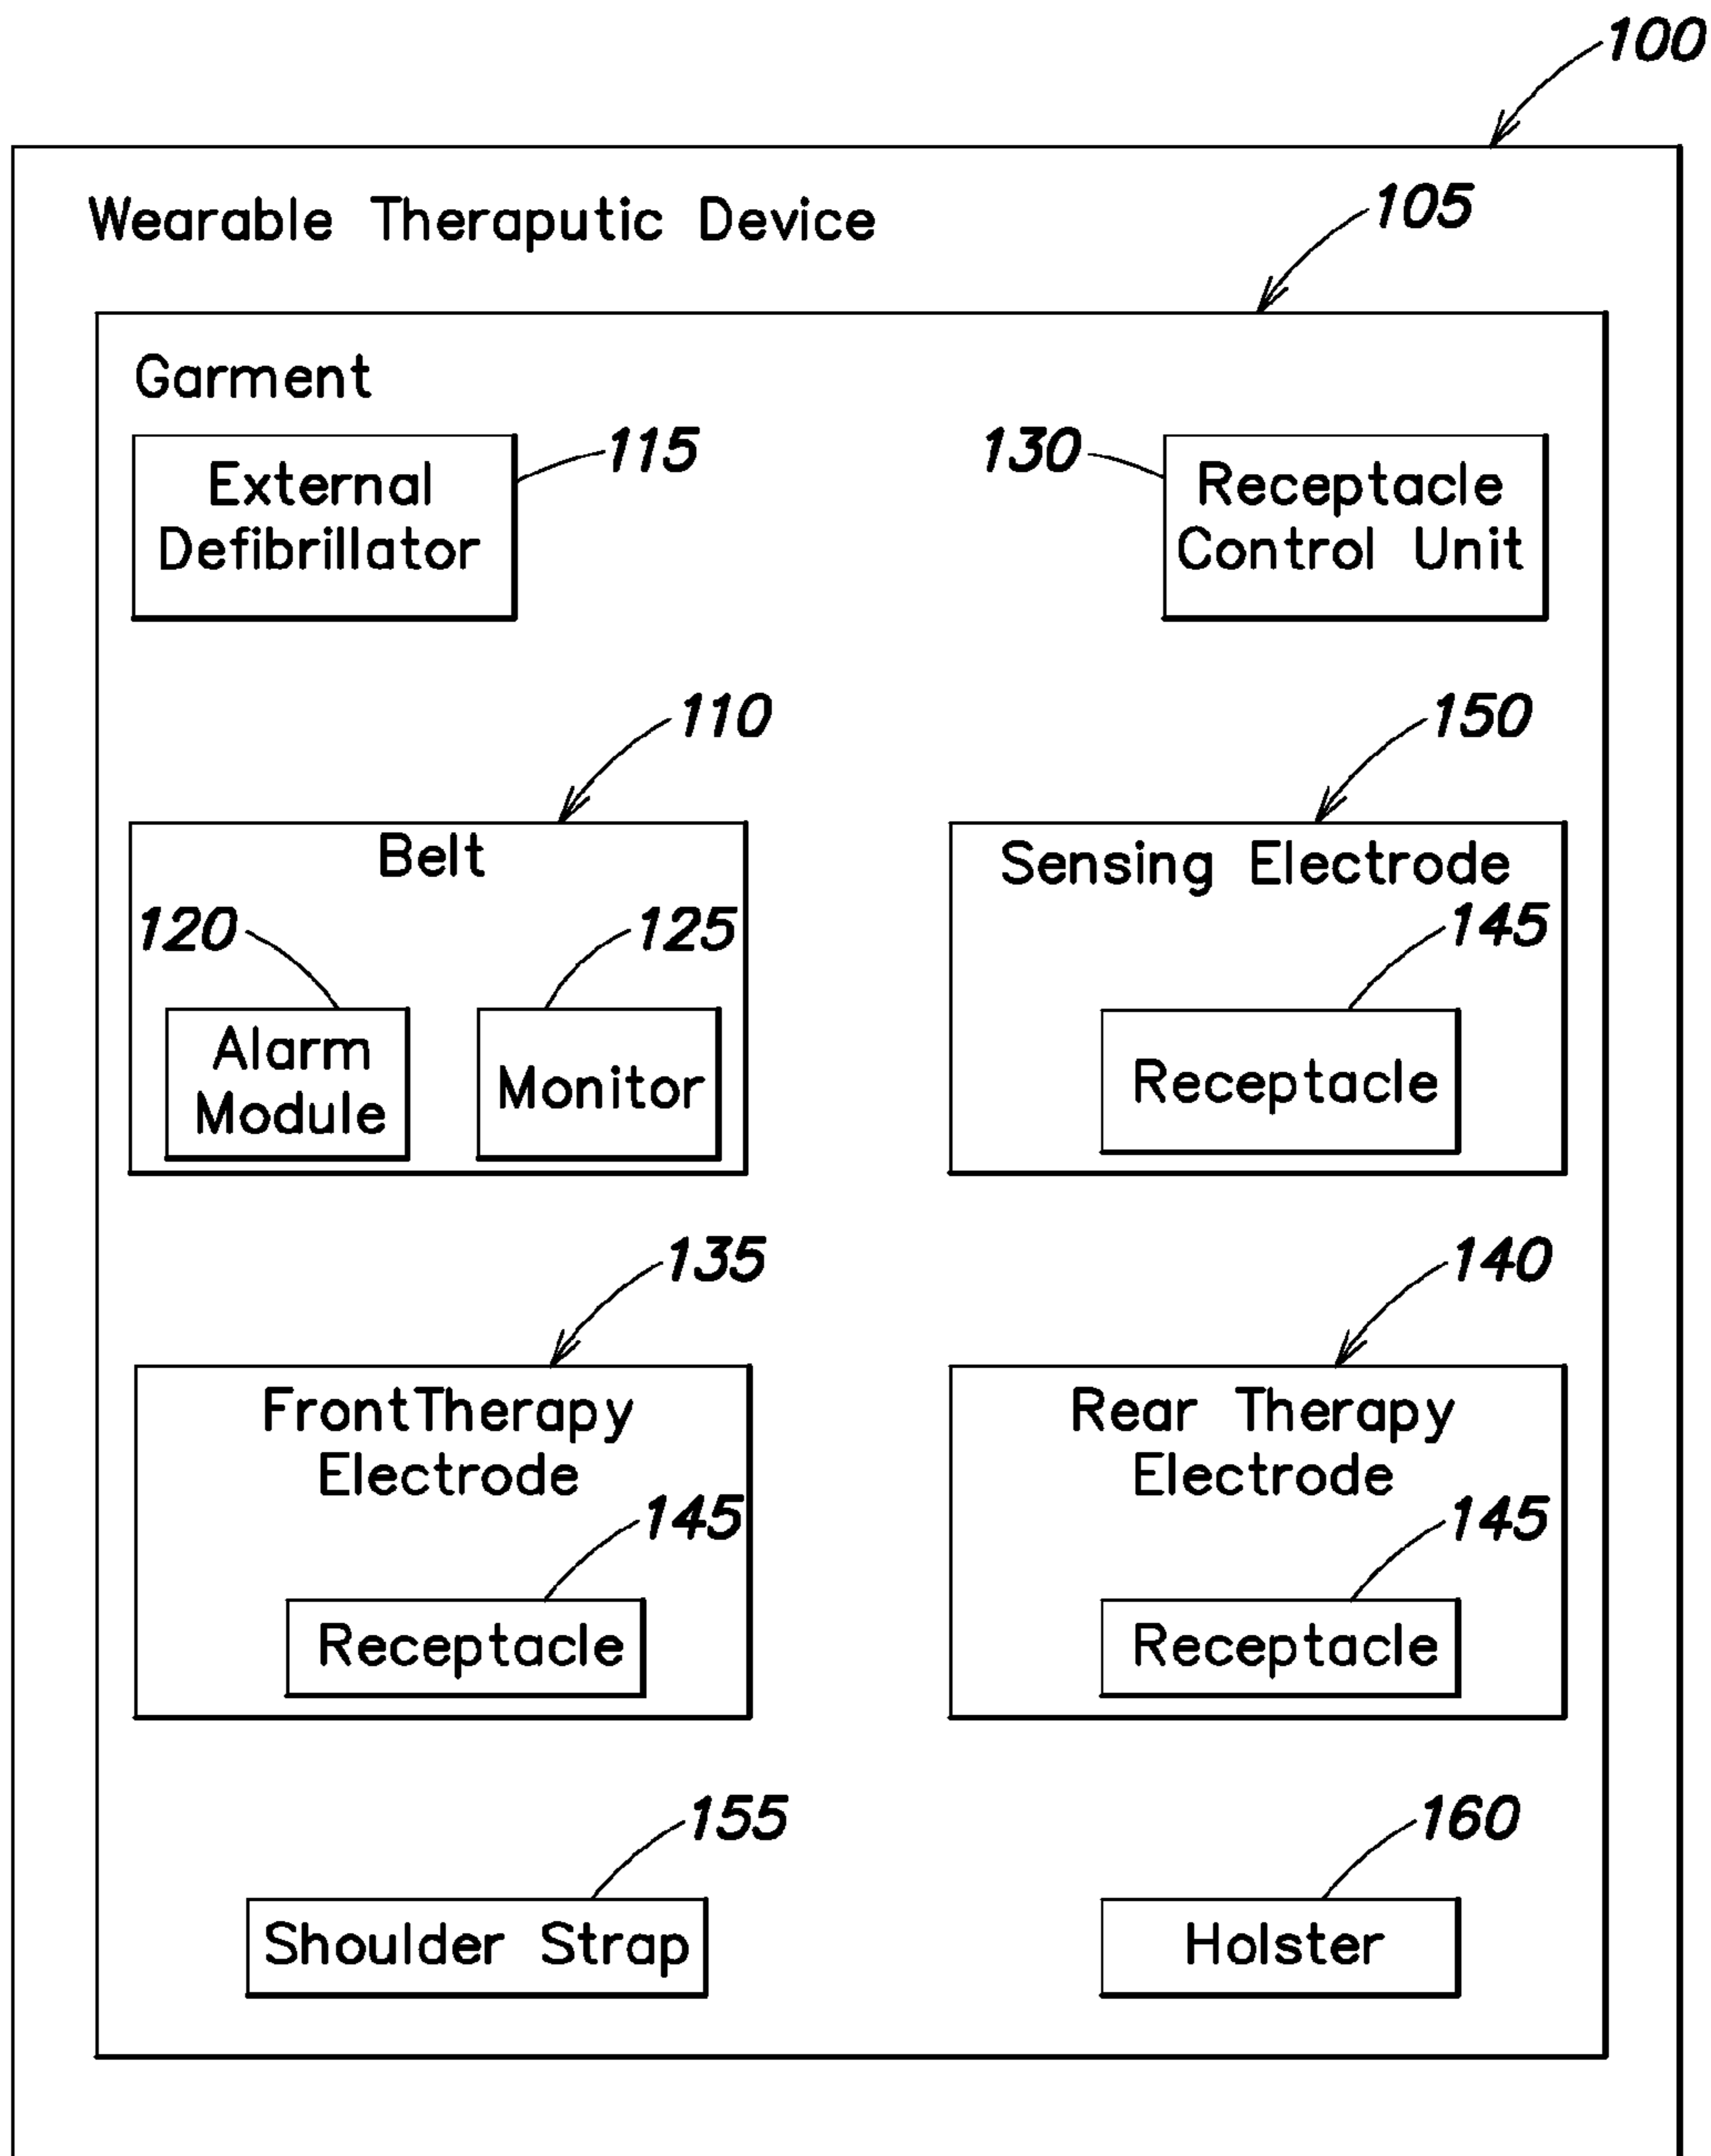 100
Wearable Theraputic Device
105
Garment
115
External
Defibrillator
130
Receptacle
Control Unit
110
Belt
120
125
Alarm
Module
Monitor
150
Sensing Electrode
145
Receptacle
135
FrontTherapy
Electrode
145
Receptacle
140
Rear Therapy
Electrode
145
Receptacle
155
Shoulder Strap
160
Holster